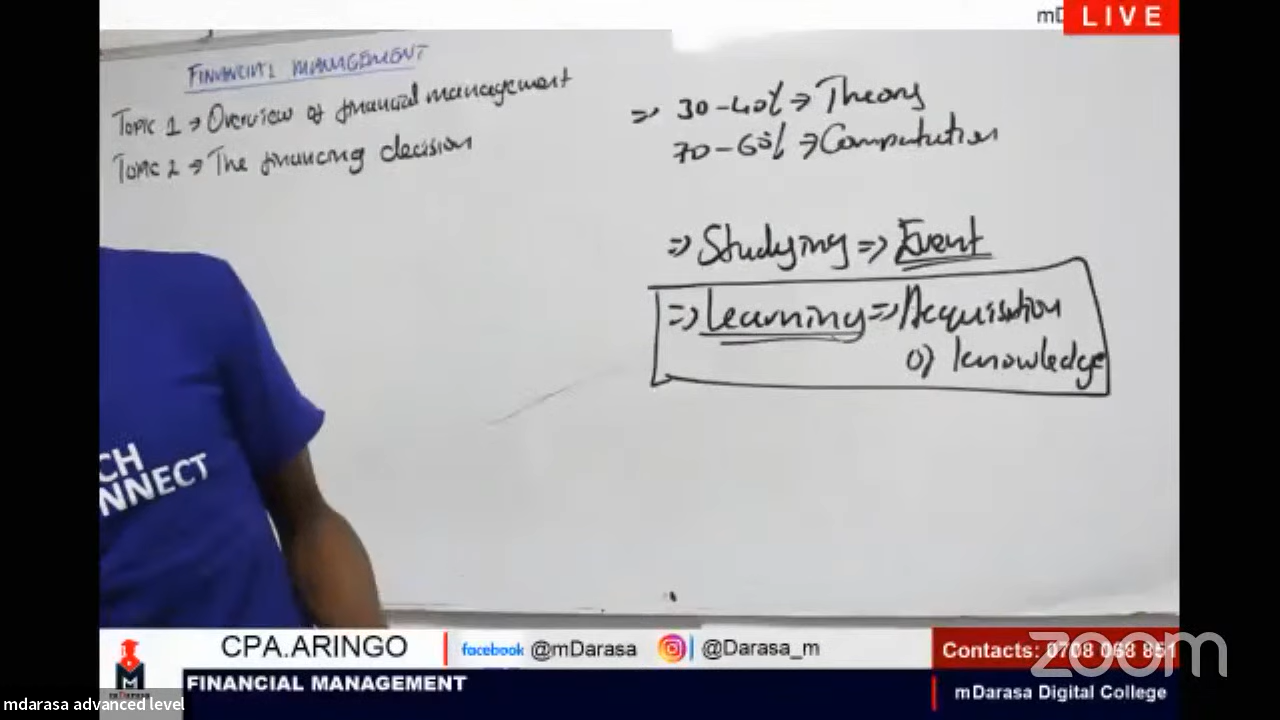 LIVE
FINANCIAL MANAGEMENT
Topic 1 → Overview of financial management
Topic 2 → The financing decision
⇒ 30-40% ⇒ Theory
70-60% ⇒ Computation
⇒ Studying ⇒ Event
⇒ Learning ⇒ Acquisition
of knowledge
CH
NNECT
CPA.ARINGO
facebook @mDarasa
@Darasa_m
Contacts: 0708 068 851
zoom
FINANCIAL MANAGEMENT
mDarasa Digital College
mdarasa advanced level